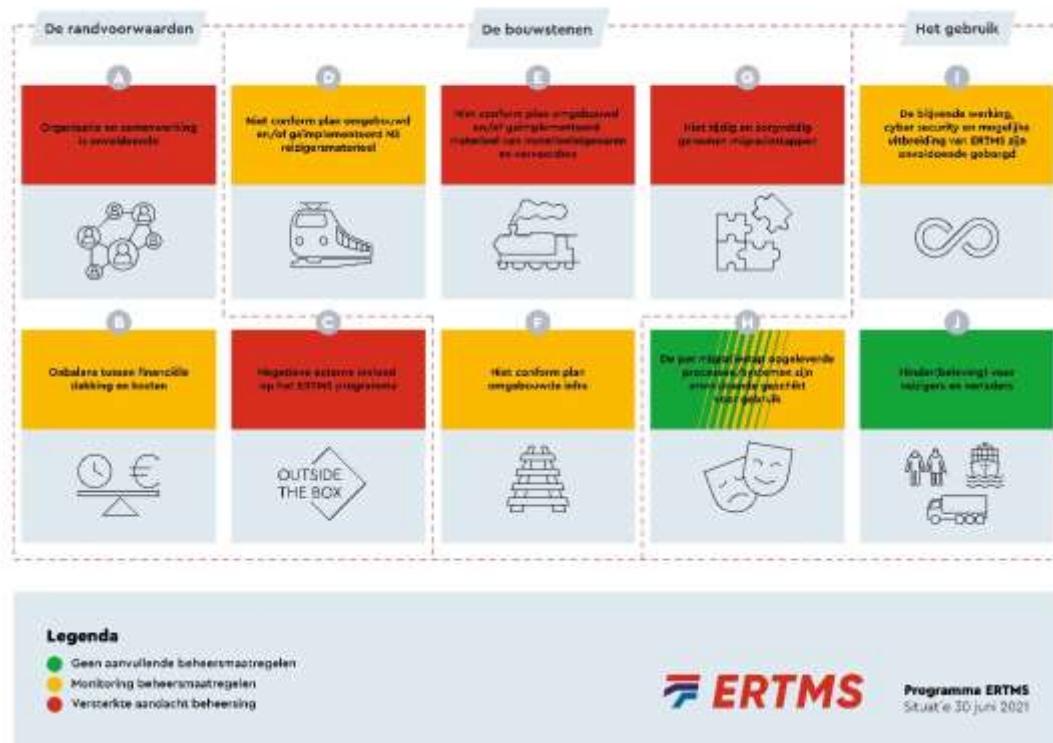 De randvoorwaarden
De bouwstenen
Het gebruik
A
D
E
G
I
Organisatie en samenwerking
is onvoldoende
Niet conform plan omgebouwd
en/of geïmplementeerd NS
reizigersmaterieel
Niet conform plan omgebouwd
en/of geïmplementeerd
materieel van materieeleigenaren
en vervoerders
Niet tijdig en zorgvuldig
genomen migratiestappen
De blijvende werking,
cyber security en mogelijke
uitbreiding van ERTMS zijn
onvoldoende geborgd
B
C
F
H
J
Onbalans tussen financiële
dekking en kosten
Negatieve externe invloed
op het ERTMS programma
Niet conform plan
omgebouwde infra
De per migratiestap opgeleverde
processen/systemen zijn
onvoldoende geschikt
voor gebruik
Hinder(beleving) voor
reizigers en verladers
OUTSIDE
THE BOX
Legenda
Geen aanvullende beheersmaatregelen
Monitoring beheersmaatregelen
Versterkte aandacht beheersing
ERTMS
Programma ERTMS
Situatie 30 juni 2021